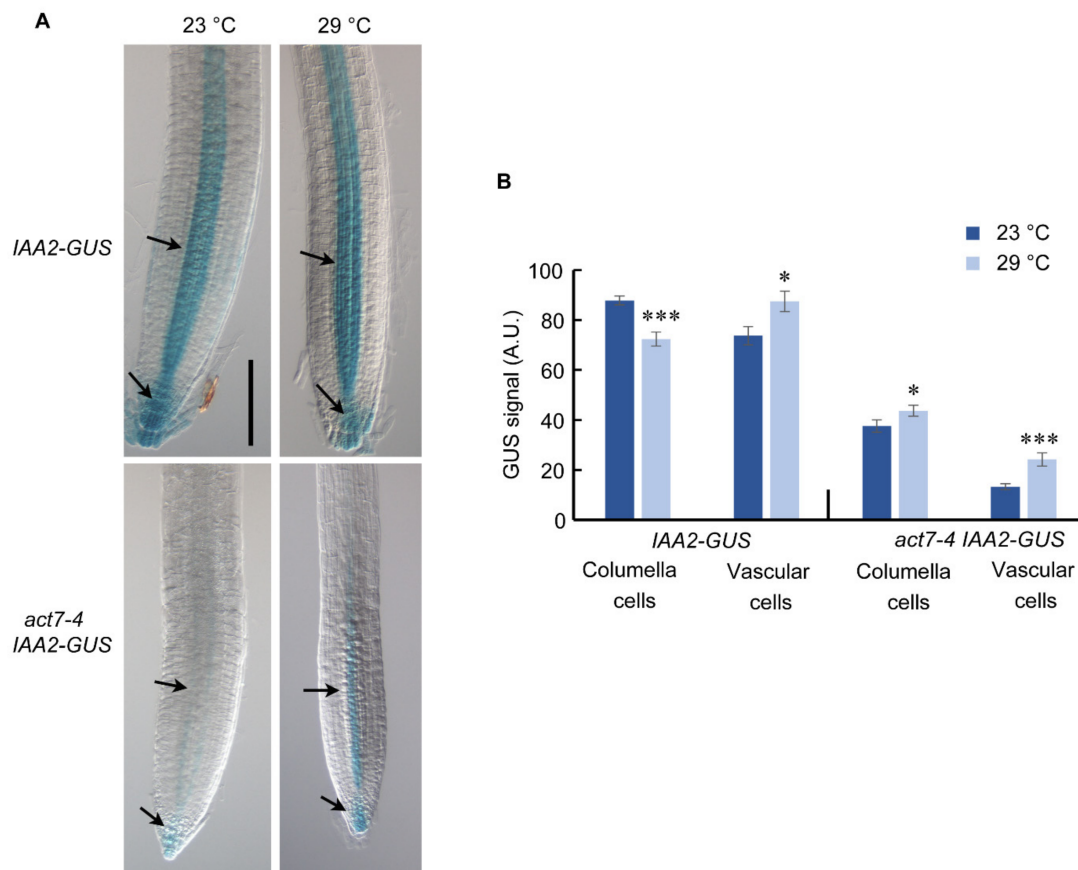 A
23 °C
29 °C
IAA2-GUS
act7-4
IAA2-GUS
B
23 °C
29 °C
GUS signal (A.U.)
100
80
60
40
20
0
***
*
*
***
IAA2-GUS
act7-4 IAA2-GUS
Columella
cells
Vascular
cells
Columella
cells
Vascular
cells